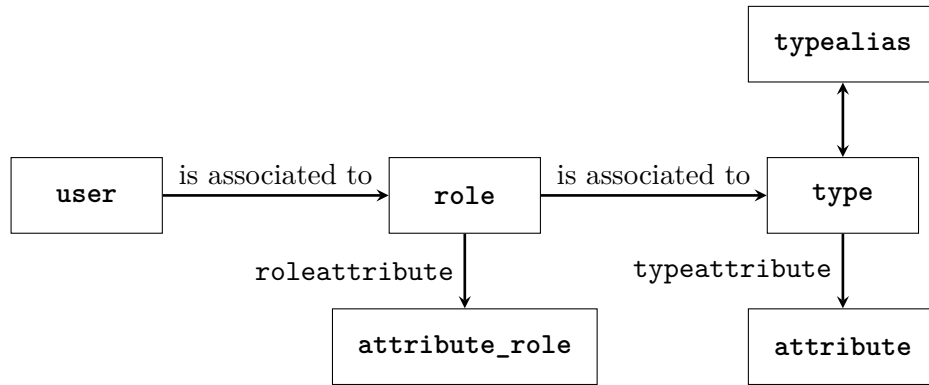 typealias
user
is associated to
role
is associated to
type
roleattribute
typeattribute
attribute_role
attribute